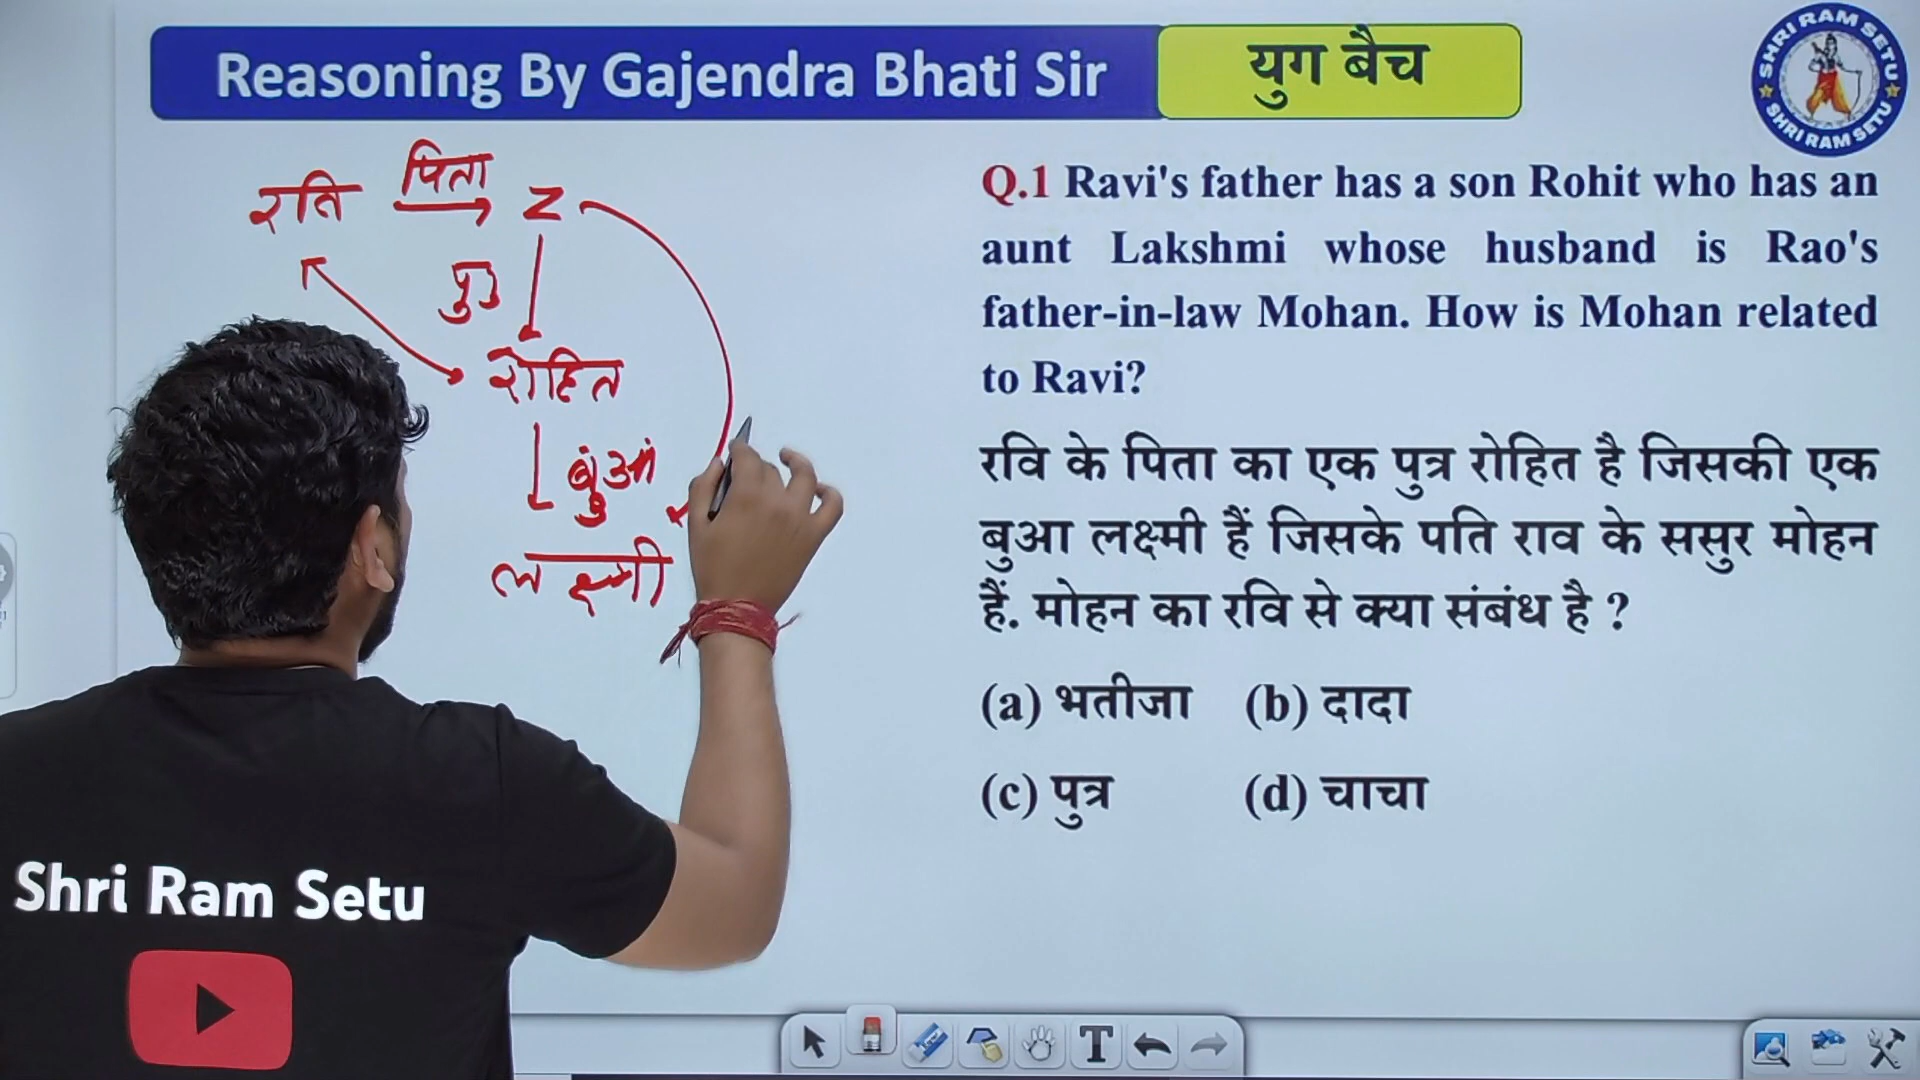 Reasoning By Gajendra Bhati Sir
युग बैच
SHRI RAM SETU
SHRI RAM SETU
Q.1 Ravi's father has a son Rohit who has an
aunt Lakshmi whose husband is Rao's
father-in-law Mohan. How is Mohan related
to Ravi?
रवि के पिता का एक पुत्र रोहित है जिसकी एक
बुआ लक्ष्मी हैं जिसके पति राव के ससुर मोहन
हैं. मोहन का रवि से क्या संबंध है ?
(a) भतीजा (b) दादा
(c) पुत्र (d) चाचा
पिता
Z
पुत्र
रोहित
लक्ष्मी
Shri Ram Setu
T